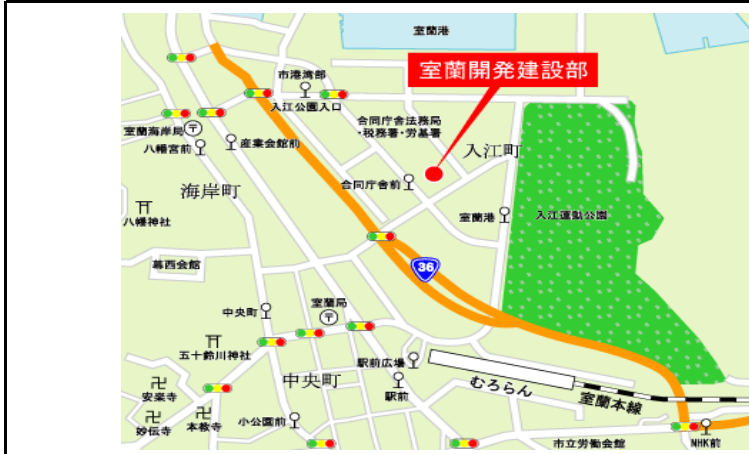 室蘭港
室蘭開発建設部
市港湾部
入江公園入口
合同庁舎法務局
・税務署・労基署
室蘭海岸局
八幡宮前
産業会館前
入江町
合同庁舎前
海岸町
八幡神社
室蘭港
入江運動公園
幕西会館
36
中央町
室蘭局
五十鈴川神社
駅前広場
中央町
むろらん
駅前
室蘭本線
安楽寺
妙伝寺
本教寺
小公園前
市立労働会館
NHK前